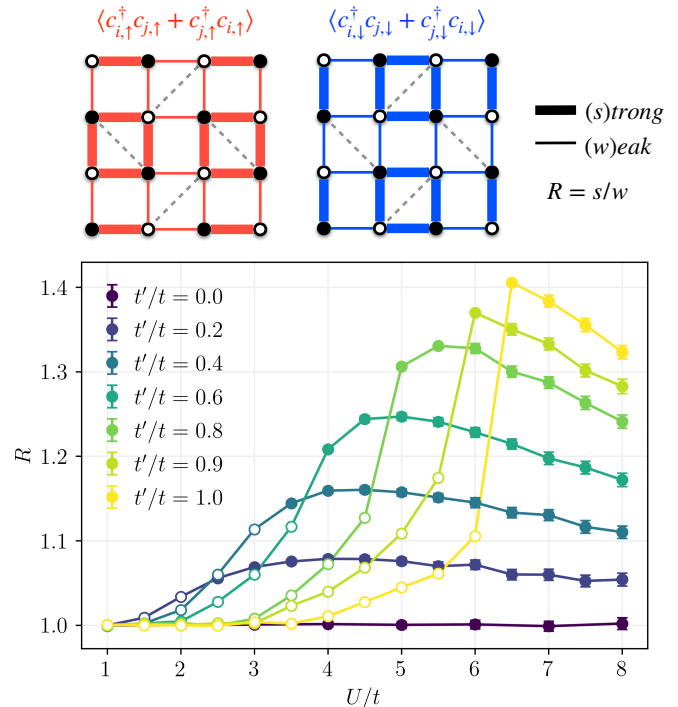 ⟨c†i,↑cj,↑ + c†j,↑ci,↑⟩
⟨c†i,↓cj,↓ + c†j,↓ci,↓⟩
(s)trong
(w)eak
R = s/w
1.4
1.3
1.2
1.1
1.0
R
t′/t = 0.0
t′/t = 0.2
t′/t = 0.4
t′/t = 0.6
t′/t = 0.8
t′/t = 0.9
t′/t = 1.0
1 2 3 4 5 6 7 8
U/t